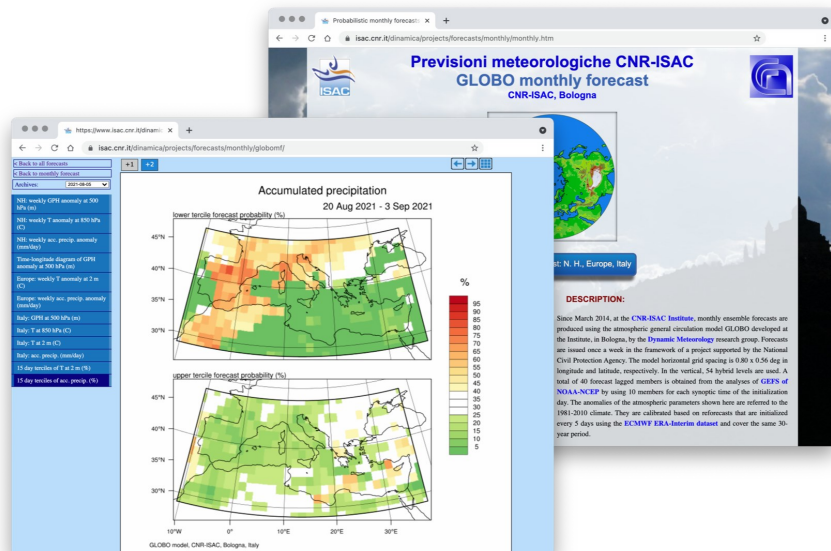 Probabilistic monthly forecasts
isac.cnr.it/dinamica/projects/forecasts/monthly/monthly.htm
ISAC
Previsioni meteorologiche CNR-ISAC
GLOBO monthly forecast
CNR-ISAC, Bologna
st: N. H., Europe, Italy
DESCRIPTION:
Since March 2014, at the CNR-ISAC Institute, monthly ensemble forecasts are
produced using the atmospheric general circulation model GLOBO developed at
the Institute, in Bologna, by the Dynamic Meteorology research group. Forecasts
are issued once a week in the framework of a project supported by the National
Civil Protection Agency. The model horizontal grid spacing is 0.80 x 0.56 deg in
longitude and latitude, respectively. In the vertical, 54 hybrid levels are used. A
total of 40 forecast lagged members is obtained from the analyses of GEFS of
NOAA-NCEP by using 10 members for each synoptic time of the initialization
day. The anomalies of the atmospheric parameters shown here are referred to the
1981-2010 climate. They are calibrated based on reforecasts that are initialized
every 5 days using the ECMWF ERA-Interim dataset and cover the same 30-
year period.
https://www.isac.cnr.it/dinami
isac.cnr.it/dinamica/projects/forecasts/monthly/globomf/
< Back to all forecasts
< Back to monthly forecast
Archives: 2021-08-05
NH: weekly GPH anomaly at 500
hPa (m)
NH: weekly T anomaly at 850 hPa
(C)
NH: weekly acc. precip. anomaly
(mm/day)
Time-longitude diagram of GPH
anomaly at 500 hPa (m)
Europe: weekly T anomaly at 2 m
(C)
Europe: weekly acc. precip. anomaly
(mm/day)
Italy: GPH at 500 hPa (m)
Italy: T at 850 hPa (C)
Italy: T at 2 m (C)
Italy: acc. precip. (mm/day)
15 day terciles of T at 2 m (%)
15 day terciles of acc. precip. (%)
+1 +2
Accumulated precipitation
20 Aug 2021 - 3 Sep 2021
lower tercile forecast probability (%)
45°N
40°N
35°N
30°N
%
95
90
85
80
75
70
65
60
55
50
45
40
35
30
25
20
15
10
5
upper tercile forecast probability (%)
45°N
40°N
35°N
30°N
10°W 0° 10°E 20°E 30°E
GLOBO model, CNR-ISAC, Bologna, Italy